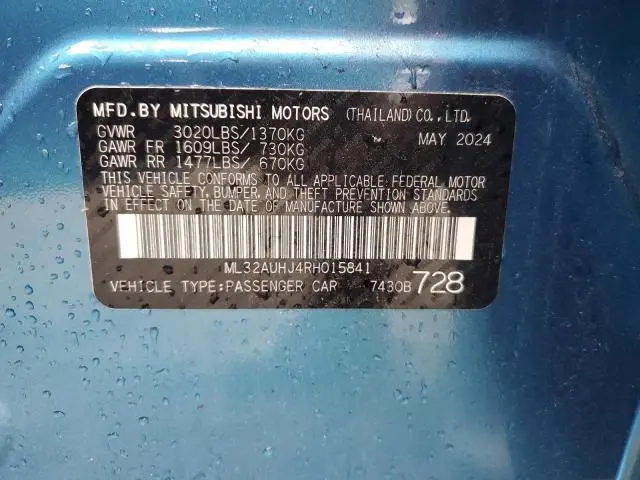 MFD.BY MITSUBISHI MOTORS (THAILAND)CO.,LTD.
GVWR 3020LBS/1370KG MAY 2024
GAWR FR 1609LBS/ 730KG
GAWR RR 1477LBS/ 670KG
THIS VEHICLE CONFORMS TO ALL APPLICABLE FEDERAL MOTOR
VEHICLE SAFETY, BUMPER, AND THEFT PREVENTION STANDARDS
IN EFFECT ON THE DATE OF MANUFACTURE SHOWN ABOVE.
ML32AUHJ4RH015841
VEHICLE TYPE:PASSENGER CAR 7430B 728